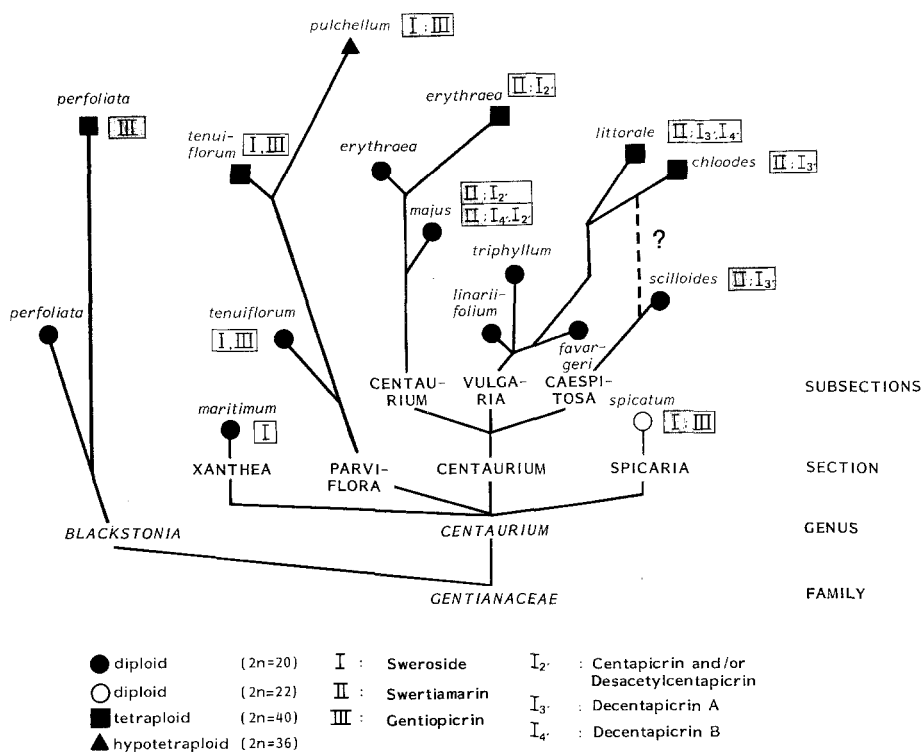 pulchellum I ; III
perfoliata III
tenui-
florum I, III
erythraea II ; I2'
erythraea
littorale II ; I3', I4'
chloodes II ; I3'
majus II ; I2'
II ; I4', I2'
?
triphyllum
scilloides II ; I3'
linarii-
folium
perfoliata
tenuiflorum
I, III
favar-
geri
CENTAU-
RIUM
VULGA-
RIA
CAESPI-
TOSA
SUBSECTIONS
maritimum I
spicatum I ; III
XANTHEA
PARVI-
FLORA
CENTAURIUM
SPICARIA
SECTION
BLACKSTONIA
CENTAURIUM
GENUS
GENTIANACEAE
FAMILY
diploid (2n=20)
diploid (2n=22)
tetraploid (2n=40)
hypotetraploid (2n=36)
I : Sweroside
II : Swertiamarin
III : Gentiopicrin
I2' : Centapicrin and/or
Desacetylcentapicrin
I3' : Decentapicrin A
I4' : Decentapicrin B